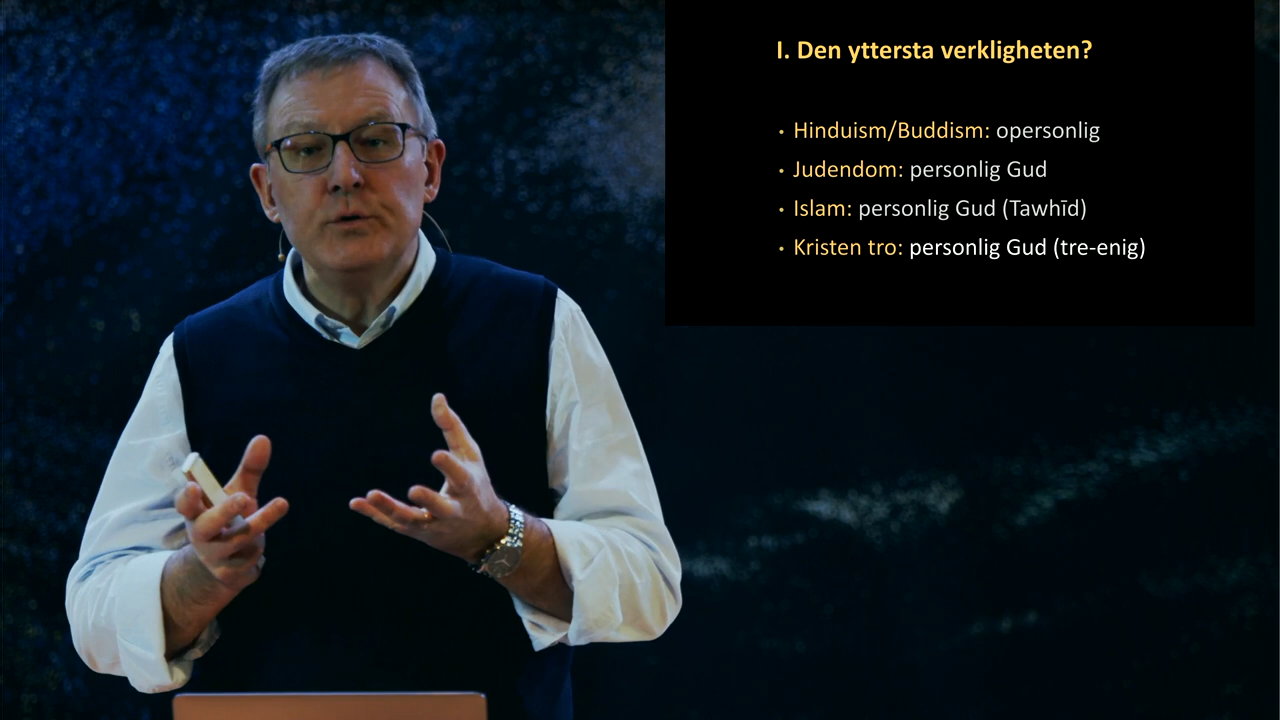 I. Den yttersta verkligheten?
• Hinduism/Buddism: opersonlig
• Judendom: personlig Gud
• Islam: personlig Gud (Tawhīd)
• Kristen tro: personlig Gud (tre-enig)